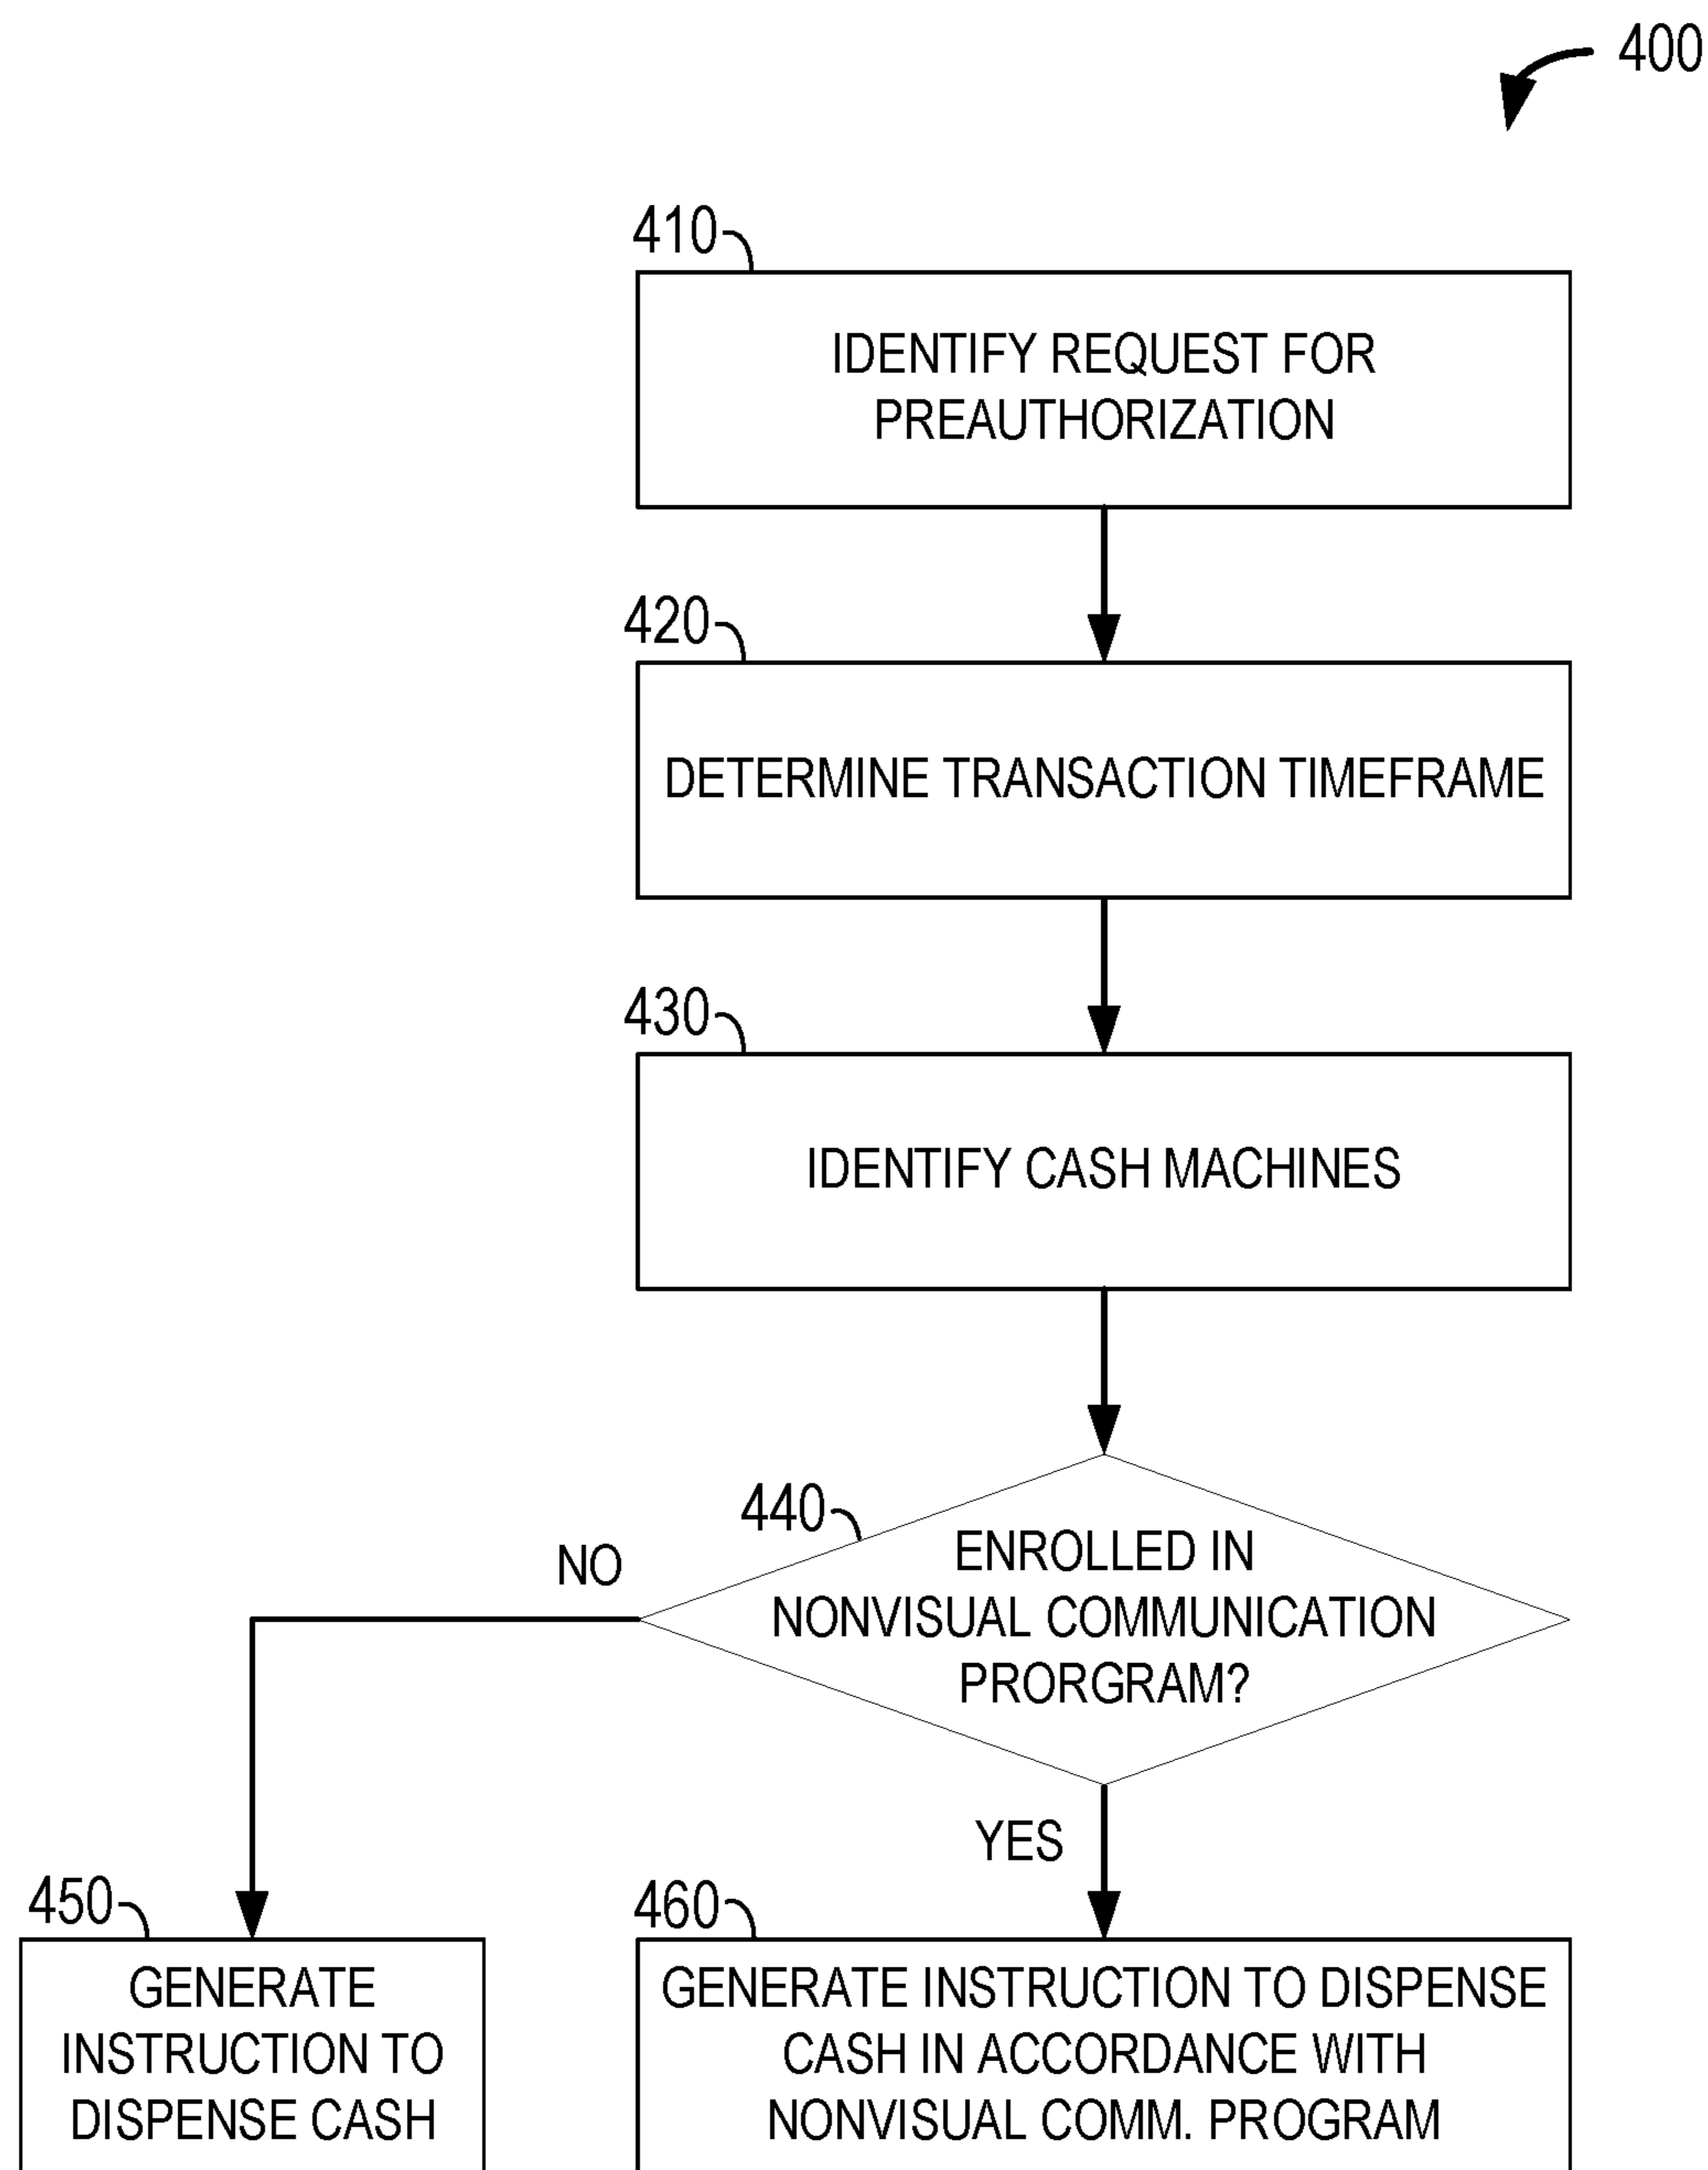 400
410
IDENTIFY REQUEST FOR
PREAUTHORIZATION
420
DETERMINE TRANSACTION TIMEFRAME
430
IDENTIFY CASH MACHINES
440
ENROLLED IN
NONVISUAL COMMUNICATION
PRORGRAM?
NO
YES
450
GENERATE
INSTRUCTION TO
DISPENSE CASH
460
GENERATE INSTRUCTION TO DISPENSE
CASH IN ACCORDANCE WITH
NONVISUAL COMM. PROGRAM